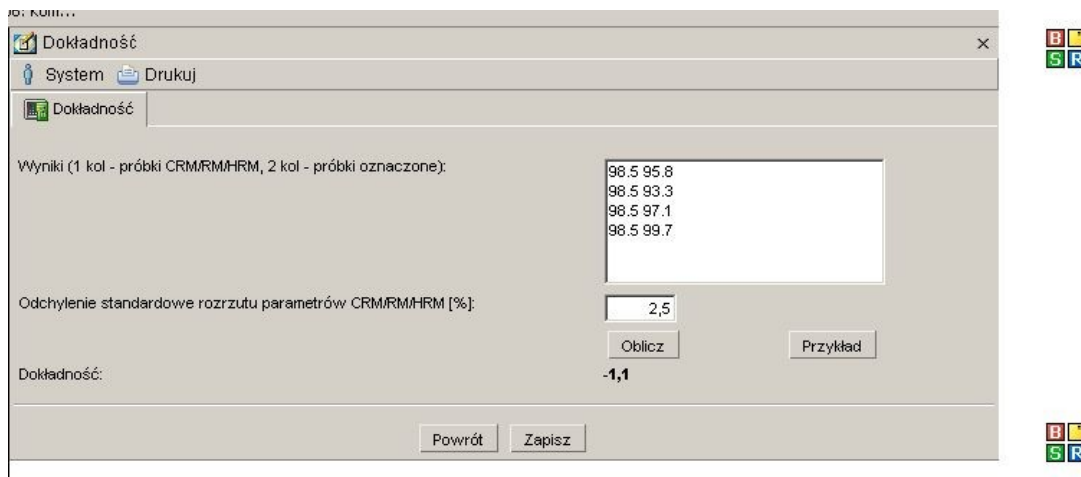 Dokładność
System Drukuj
Dokładność
Wyniki (1 kol - próbki CRM/RM/HRM, 2 kol - próbki oznaczone):
98.5 95.8
98.5 93.3
98.5 97.1
98.5 99.7
Odchylenie standardowe rozrzutu parametrów CRM/RM/HRM [%]:
2,5
Oblicz Przykład
Dokładność:
-1,1
Powrót Zapisz
B
S R
B
S R